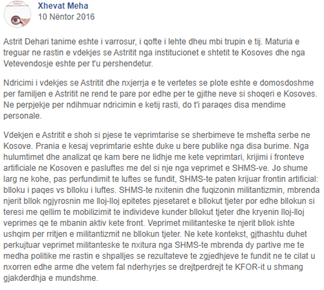 Xhevat Meha
10 Nëntor 2016
Astrit Dehari tanime eshte i varrosur, i qofte i lehte dheu mbi trupin e tij. Maturia e
treguar ne rastin e vdekjes se Astritit nga institucionet e shtetit te Kosoves dhe nga
Vetevendosje eshte per t'u pershendetur.
Ndricimi i vdekjes se Astritit dhe nxjerrja e te vertetes se plote eshte e domosdoshme
per familjen e Astritit ne rend te pare por edhe per te gjithe neve si shoqeri e Kosoves.
Ne perpjekje per ndihmuar ndricimin e ketij rasti, do t'i paraqes disa mendime
personale.
Vdekjen e Astritit e shoh si pjese te veprimtarise se sherbimeve te mshefta serbe ne
Kosove. Prania e kesaj veprimtarie eshte duke u bere publike nga disa burime. Nga
hulumtimet dhe analizat qe kam bere ne lidhje me kete veprimtari, krijimi i fronteve
artificiale ne Kosoven e pasluftes me del si nje nga veprimet e SHMS-ve. Jo shume
larg ne kohe, pas perfundimit te luftes se fundit, SHMS-te paten krijuar frontin artificial:
blloku i paqes vs blloku i luftes. SHMS-te nxitenin dhe fuqizonin militantizmin, mbrenda
njerit bllok ngjyrosnin me lloj-lloj epitetes pjesetaret e bllokut tjeter por edhe bllokun si
teresi me qellim te mobilizimit te individeve kunder bllokut tjeter dhe kryenin lloj-lloj
veprimes qe te mbanin aktiv kete front. Veprimet militanteske te njerit bllok ishte
ushqim per rritjen e militantizmit ne bllokun tjeter. Ne kete kontekst, gjthashtu duhet
perkujtuar veprimet militanteske te nxitura nga SHMS-te mbrenda dy partive me te
medha politike me rastin e shpalljes se rezultateve te zgjedhjeve te fundit ne te cilat u
nxorren edhe arme dhe vetem fal nderhyrjes se drejtperdrejt te KFOR-it u shmang
gjakderdhja e mundshme.